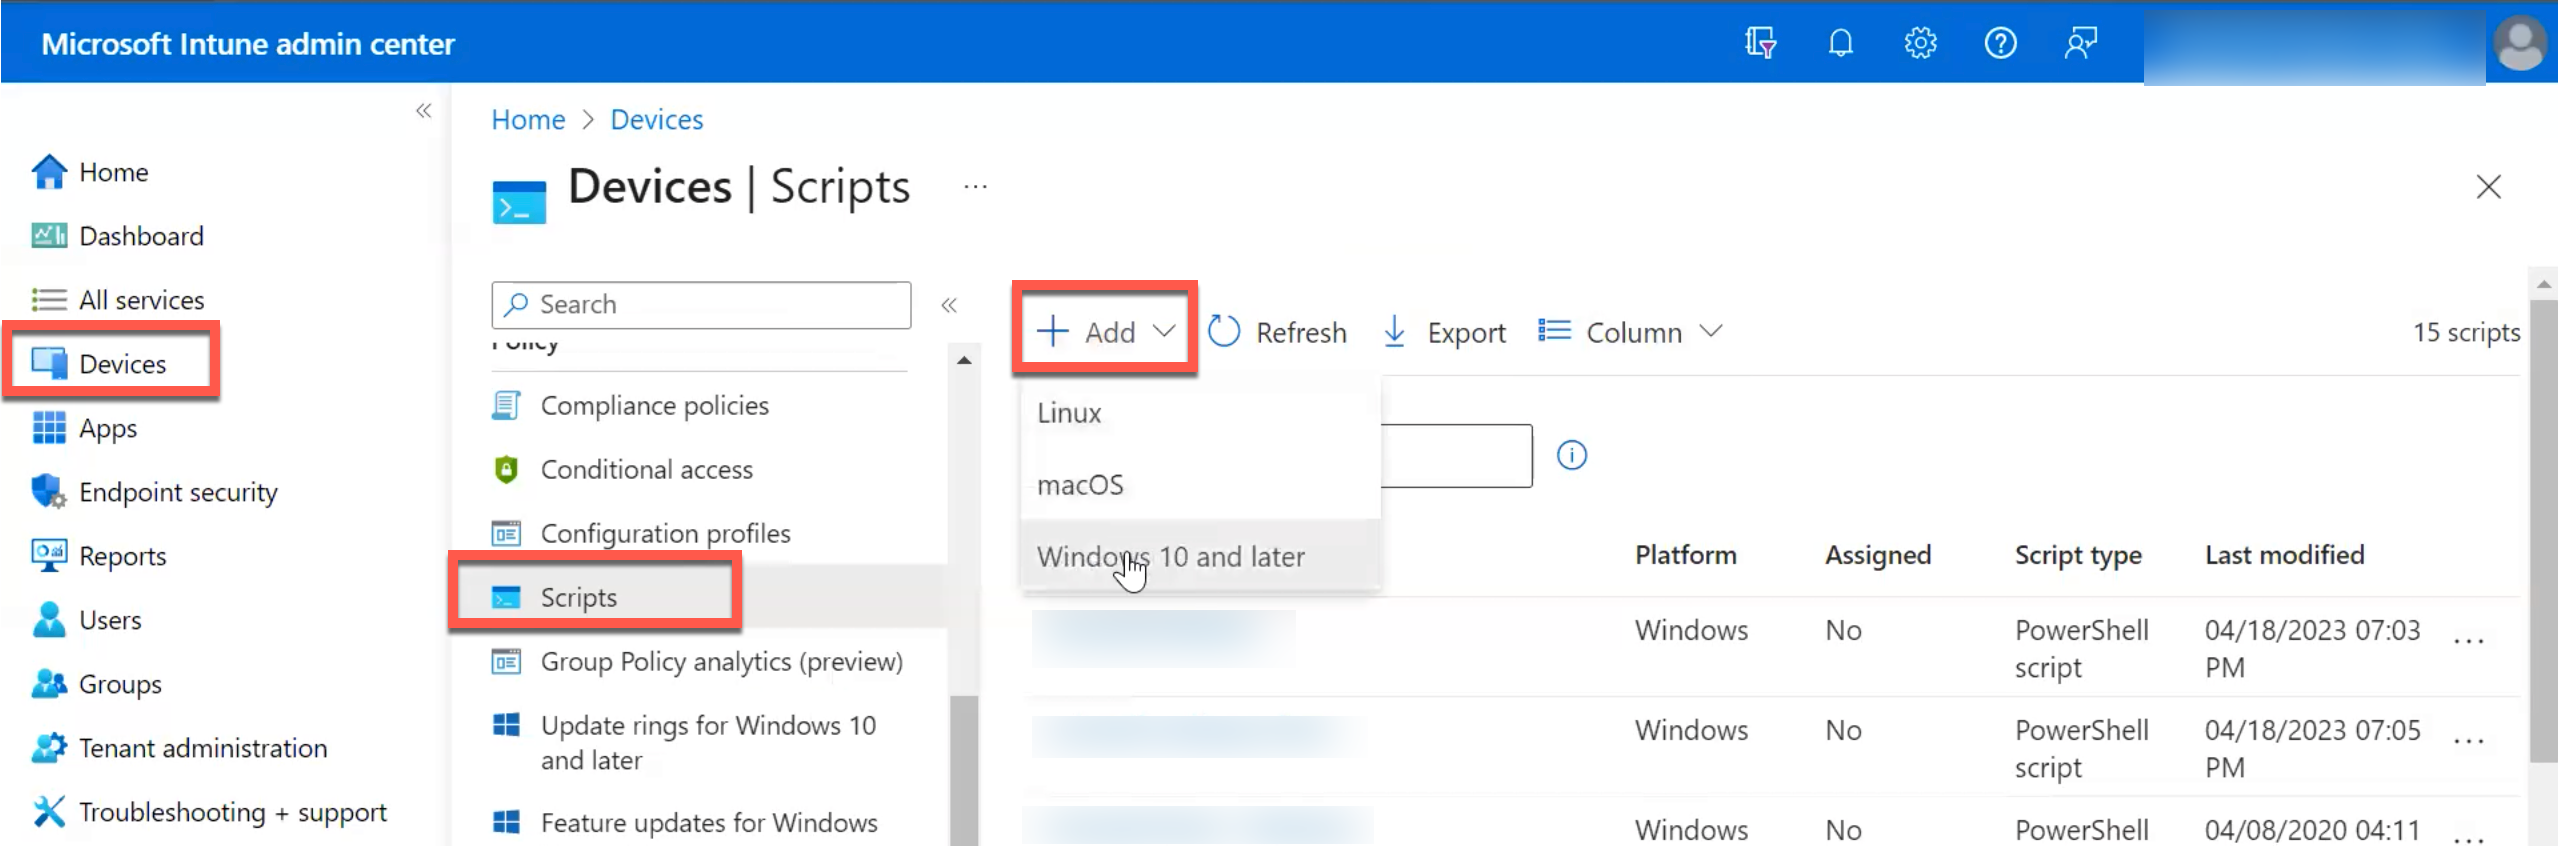 Microsoft Intune admin center
Home
Dashboard
All services
Devices
Apps
Endpoint security
Reports
Users
Groups
Tenant administration
Troubleshooting + support
Home > Devices
Devices | Scripts ...
Search
Policy
Compliance policies
Conditional access
Configuration profiles
Scripts
Group Policy analytics (preview)
Update rings for Windows 10
and later
Feature updates for Windows
Add Refresh Export Column 15 scripts
Linux
macOS
Windows 10 and later
Platform Assigned Script type Last modified
Windows No PowerShell 04/18/2023 07:03 ...
script PM
Windows No PowerShell 04/18/2023 07:05 ...
script PM
Windows No PowerShell 04/08/2020 04:11 ...